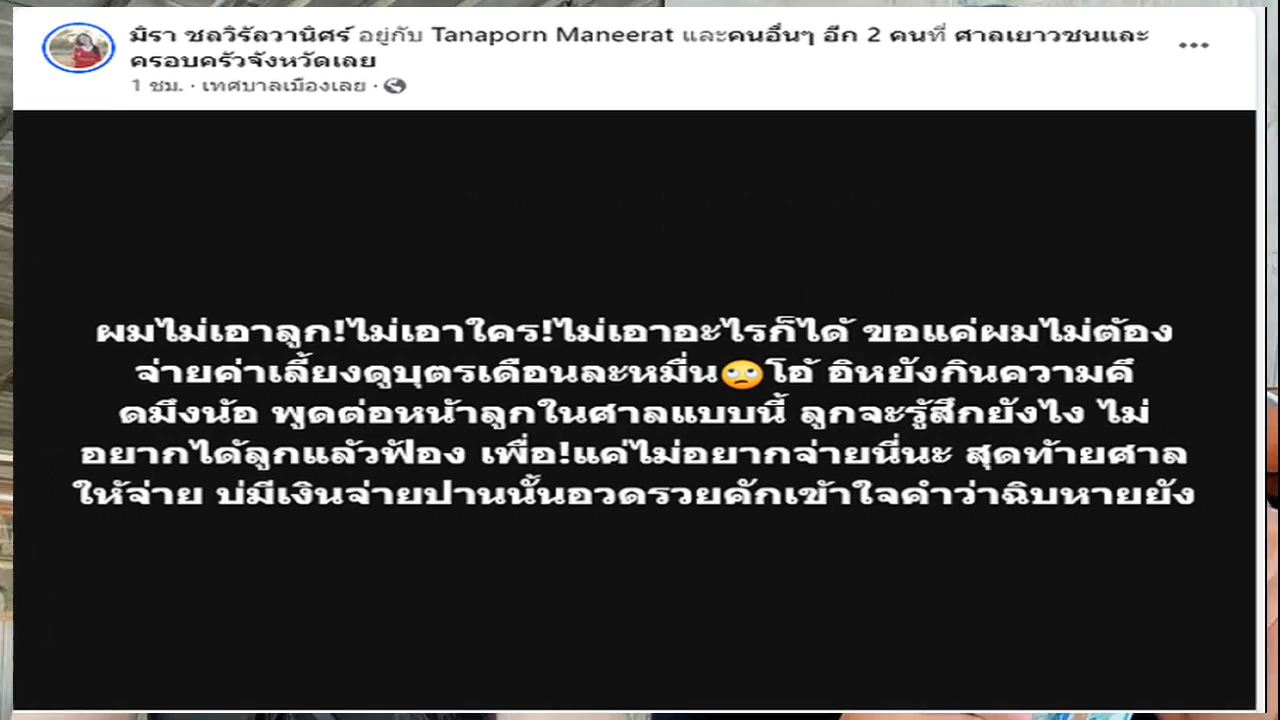 มิรา ชลวิรัลวานิศร์ อยู่กับ Tanaporn Maneerat และคนอื่นๆ อีก 2 คนที่ ศาลเยาวชนและ
ครอบครัวจังหวัดเลย
1 ชม. · เทศบาลเมืองเลย ·
ผมไม่เอาลูก!ไม่เอาใคร!ไม่เอาอะไรก็ได้ ขอแค่ผมไม่ต้อง
จ่ายค่าเลี้ยงดูบุตรเดือนละหมื่น🙄โอ้ อิหยังกินความคึ
ดมึงน้อ พูดต่อหน้าลูกในศาลแบบนี้ ลูกจะรู้สึกยังไง ไม่
อยากได้ลูกแล้วฟ้อง เพื่อ!แค่ไม่อยากจ่ายนี่นะ สุดท้ายศาล
ให้จ่าย บ่มีเงินจ่ายปานนั้นอวดรวยคักเข้าใจคำว่าฉิบหายยัง